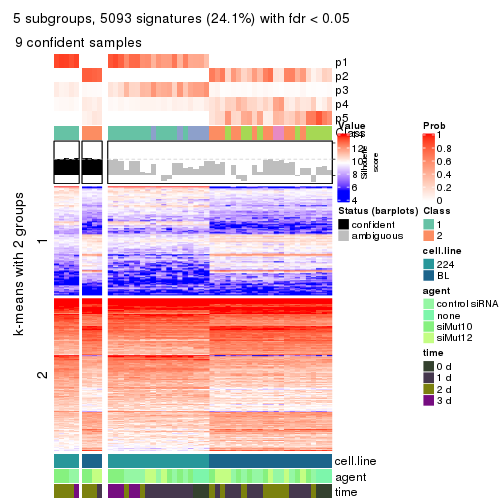 5 subgroups, 5093 signatures (24.1%) with fdr < 0.05
9 confident samples
p1
p2
p3
p4
p5
Class
Silhouette
score
k-means with 2 groups
1
2
cell.line
agent
time
Value
14
12
10
8
6
4
Status (barplots)
confident
ambiguous
Prob
1
0.8
0.6
0.4
0.2
0
Class
1
2
cell.line
224
BL
agent
control siRNA
none
siMut10
siMut12
time
0 d
1 d
2 d
3 d